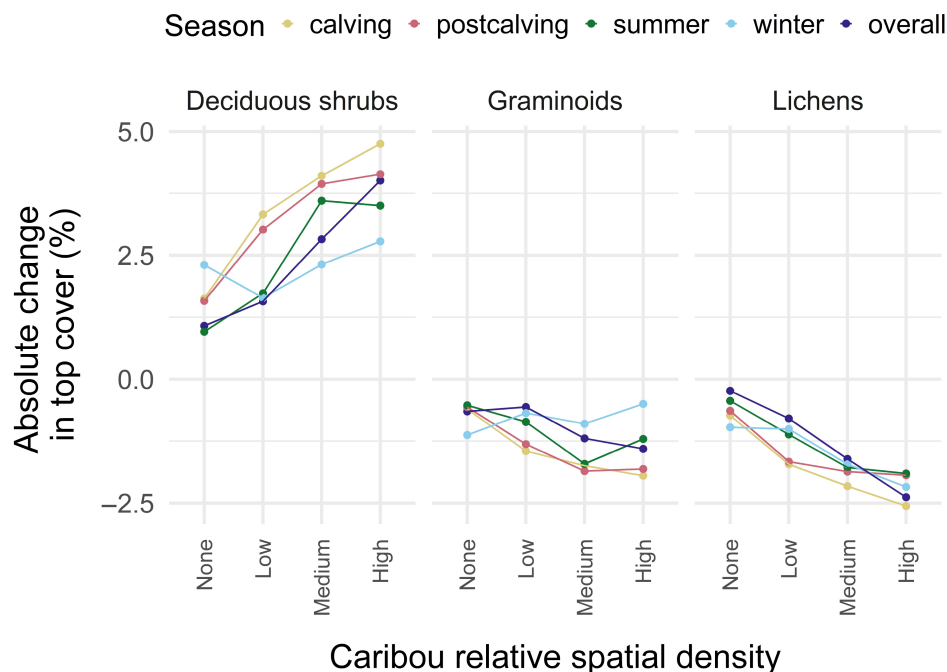 Season calving postcalving summer winter overall
Deciduous shrubs Graminoids Lichens
5.0
2.5
0.0
−2.5
Absolute change
in top cover (%)
None Low Medium High None Low Medium High None Low Medium High
Caribou relative spatial density